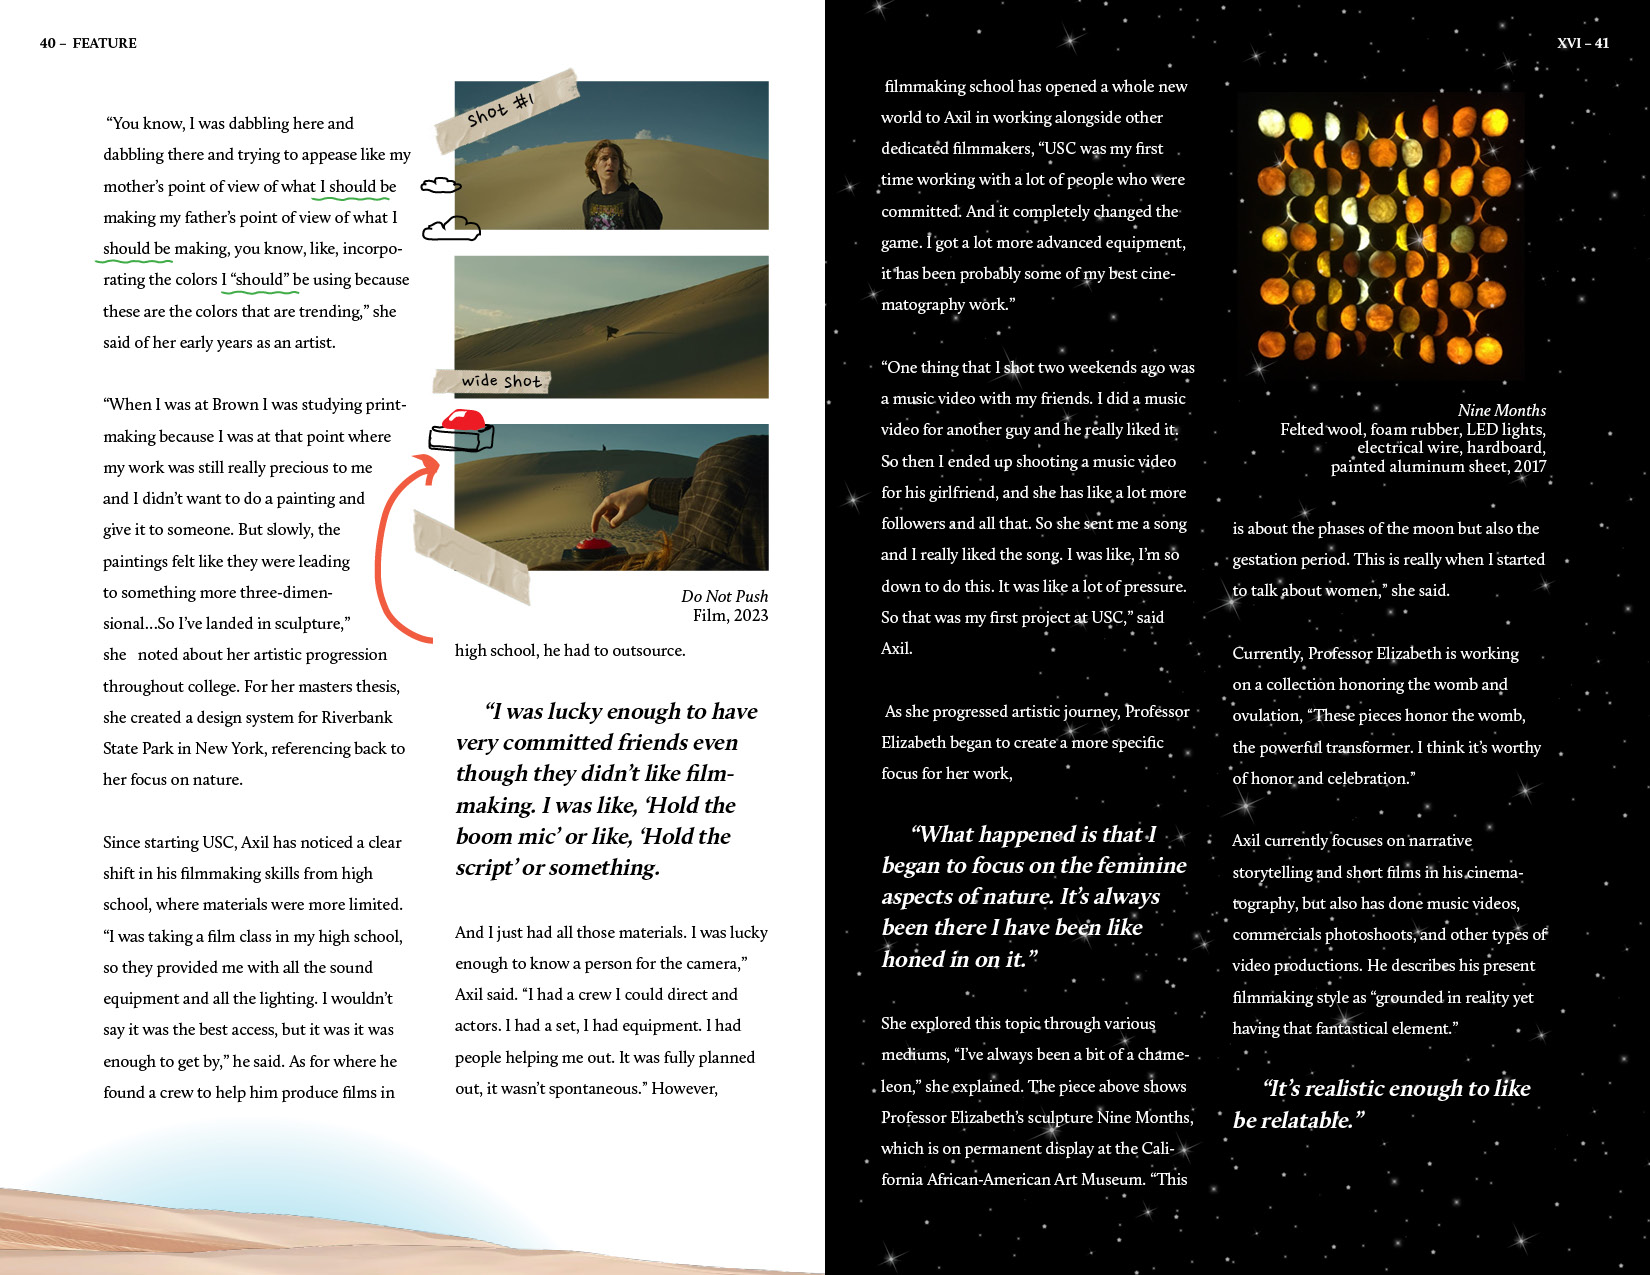 40 – FEATURE
“You know, I was dabbling here and
dabbling there and trying to appease like my
mother’s point of view of what I should be
making my father’s point of view of what I
should be making, you know, like, incorpo-
rating the colors I “should” be using because
these are the colors that are trending,” she
said of her early years as an artist.
“When I was at Brown I was studying print-
making because I was at that point where
my work was still really precious to me
and I didn’t want to do a painting and
give it to someone. But slowly, the
paintings felt like they were leading
to something more three-dimen-
sional...So I’ve landed in sculpture,”
she noted about her artistic progression
throughout college. For her masters thesis,
she created a design system for Riverbank
State Park in New York, referencing back to
her focus on nature.
Since starting USC, Axil has noticed a clear
shift in his filmmaking skills from high
school, where materials were more limited.
“I was taking a film class in my high school,
so they provided me with all the sound
equipment and all the lighting. I wouldn’t
say it was the best access, but it was it was
enough to get by,” he said. As for where he
found a crew to help him produce films in
shot #1
wide shot
Do Not Push
Film, 2023
high school, he had to outsource.
“I was lucky enough to have
very committed friends even
though they didn’t like film-
making. I was like, ‘Hold the
boom mic’ or like, ‘Hold the
script’ or something.
And I just had all those materials. I was lucky
enough to know a person for the camera,”
Axil said. “I had a crew I could direct and
actors. I had a set, I had equipment. I had
people helping me out. It was fully planned
out, it wasn’t spontaneous.” However,
XVI – 41
filmmaking school has opened a whole new
world to Axil in working alongside other
dedicated filmmakers, “USC was my first
time working with a lot of people who were
committed. And it completely changed the
game. I got a lot more advanced equipment,
it has been probably some of my best cine-
matography work.”
“One thing that I shot two weekends ago was
a music video with my friends. I did a music
video for another guy and he really liked it.
So then I ended up shooting a music video
for his girlfriend, and she has like a lot more
followers and all that. So she sent me a song
and I really liked the song. I was like, I’m so
down to do this. It was like a lot of pressure.
So that was my first project at USC,” said
Axil.
As she progressed artistic journey, Professor
Elizabeth began to create a more specific
focus for her work,
“What happened is that I
began to focus on the feminine
aspects of nature. It’s always
been there I have been like
honed in on it.”
She explored this topic through various
mediums, “I’ve always been a bit of a chame-
leon,” she explained. The piece above shows
Professor Elizabeth’s sculpture Nine Months,
which is on permanent display at the Cali-
fornia African-American Art Museum. “This
Nine Months
Felted wool, foam rubber, LED lights,
electrical wire, hardboard,
painted aluminum sheet, 2017
is about the phases of the moon but also the
gestation period. This is really when I started
to talk about women,” she said.
Currently, Professor Elizabeth is working
on a collection honoring the womb and
ovulation, “These pieces honor the womb,
the powerful transformer. I think it’s worthy
of honor and celebration.”
Axil currently focuses on narrative
storytelling and short films in his cinema-
tography, but also has done music videos,
commercials photoshoots, and other types of
video productions. He describes his present
filmmaking style as “grounded in reality yet
having that fantastical element.”
“It’s realistic enough to like
be relatable.”